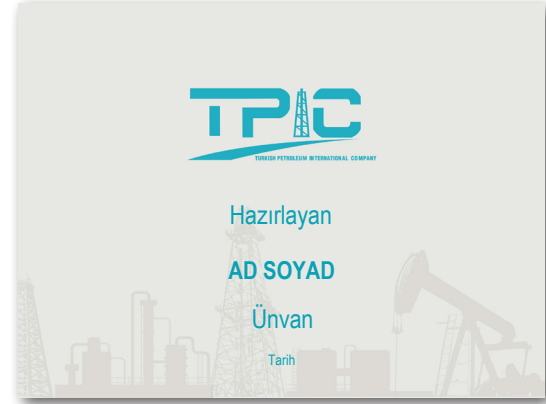 TPIC
TURKISH PETROLEUM INTERNATIONAL COMPANY
Hazırlayan
AD SOYAD
Ünvan
Tarih